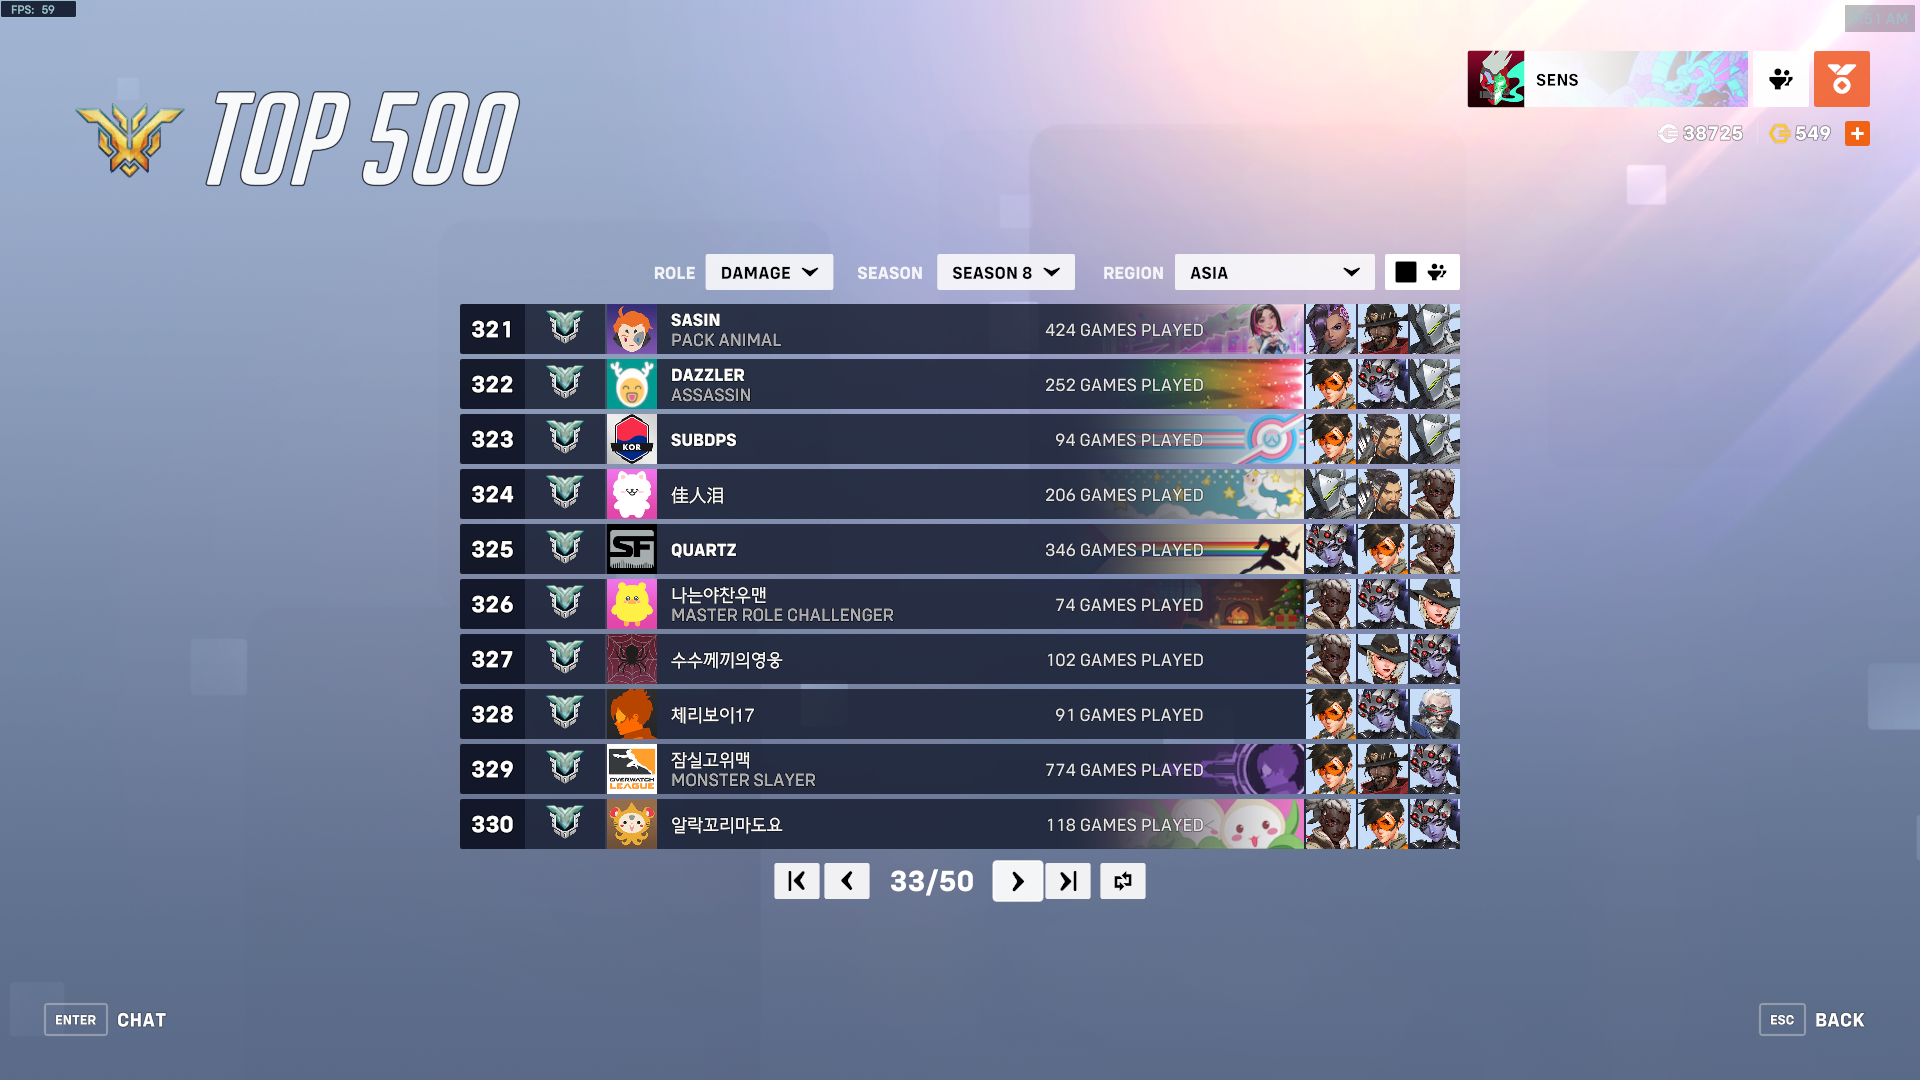 FPS: 59
SENS
38725
549
TOP 500
ROLE
DAMAGE
SEASON
SEASON 8
REGION
ASIA
321
SASIN
PACK ANIMAL
424 GAMES PLAYED
322
DAZZLER
ASSASSIN
252 GAMES PLAYED
323
KOR
SUBDPS
94 GAMES PLAYED
324
佳人泪
206 GAMES PLAYED
325
SF
QUARTZ
346 GAMES PLAYED
326
나는야찬우맨
MASTER ROLE CHALLENGER
74 GAMES PLAYED
327
수수께끼의영웅
102 GAMES PLAYED
328
체리보이17
91 GAMES PLAYED
329
OVERWATCH
LEAGUE
잠실고위맥
MONSTER SLAYER
774 GAMES PLAYED
330
알락꼬리마도요
118 GAMES PLAYED
33/50
ENTER
CHAT
ESC
BACK